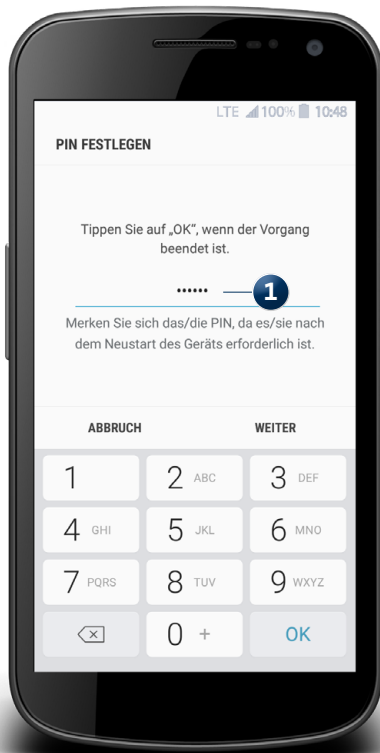 LTE 100% 10:48
PIN FESTLEGEN
Tippen Sie auf „OK“, wenn der Vorgang
beendet ist.
•••••• 1
Merken Sie sich das/die PIN, da es/sie nach
dem Neustart des Geräts erforderlich ist.
ABBRUCH WEITER
1 2 ABC 3 DEF
4 GHI 5 JKL 6 MNO
7 PQRS 8 TUV 9 WXYZ
0 + OK